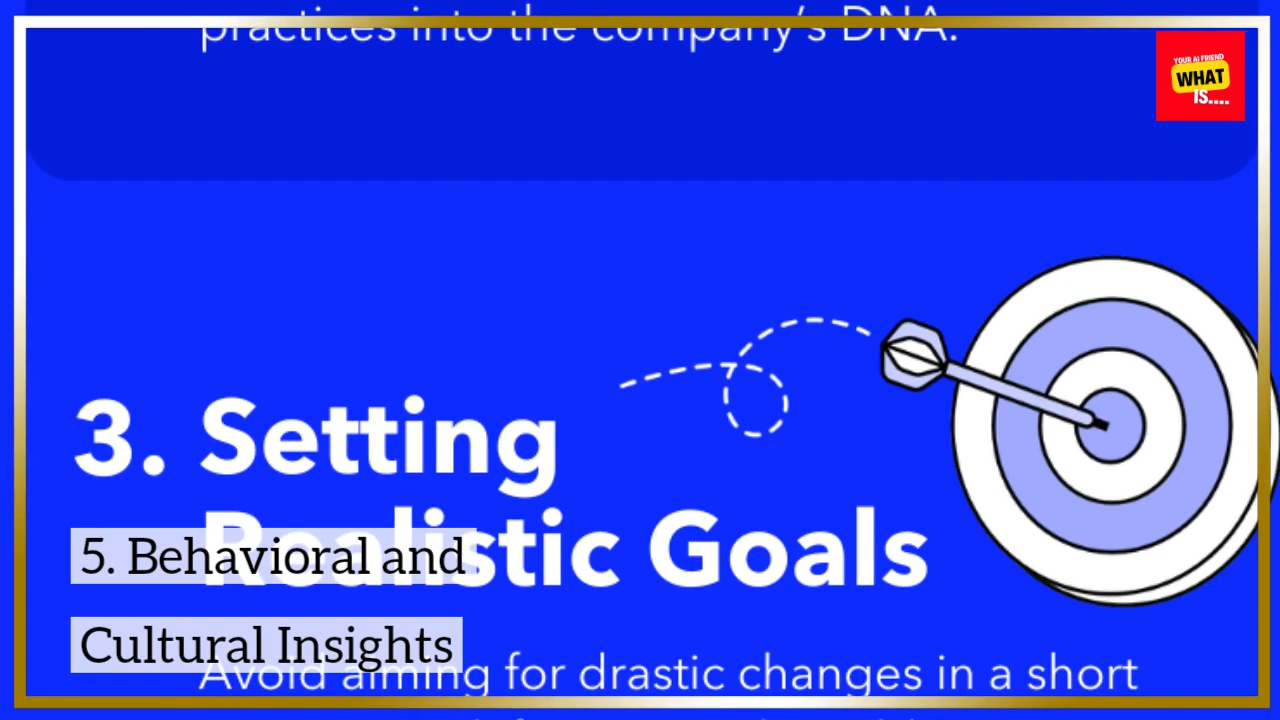 practices into the company's DNA.
YOUR AI FRIEND
WHAT
IS....
3. Setting
Realistic Goals
5. Behavioral and
Cultural Insights
Avoid aiming for drastic changes in a short